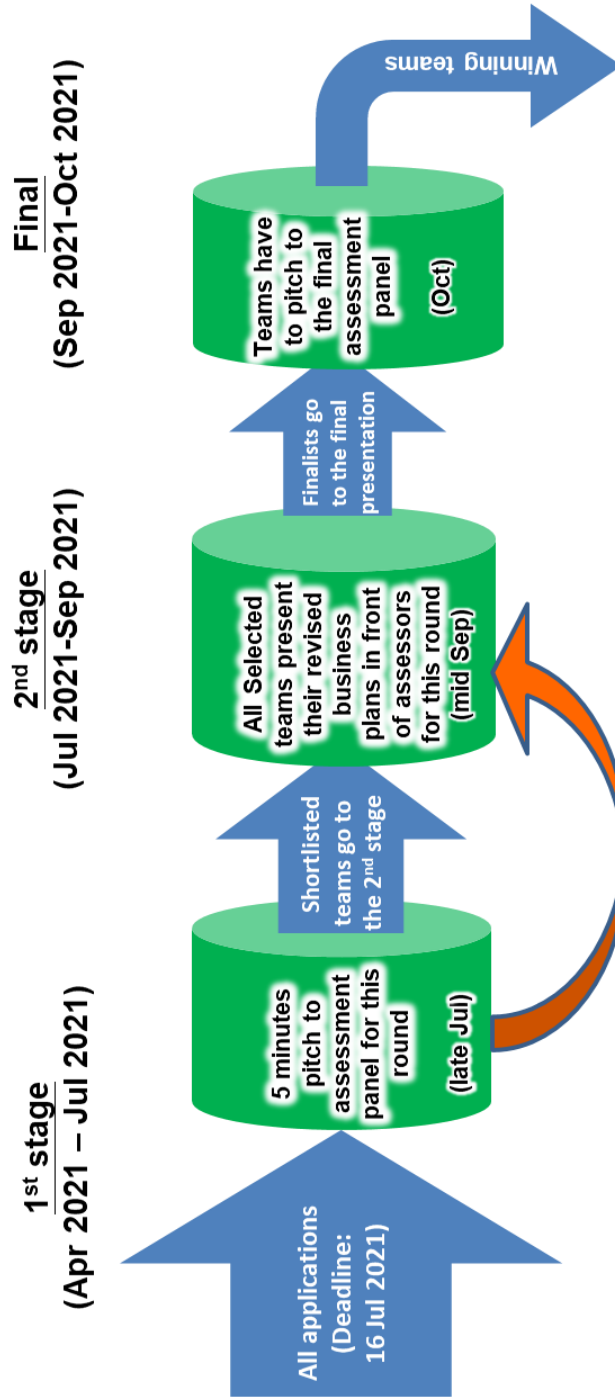 1st stage
(Apr 2021 – Jul 2021)
2nd stage
(Jul 2021-Sep 2021)
Final
(Sep 2021-Oct 2021)
All applications
(Deadline:
16 Jul 2021)
5 minutes
pitch to
assessment
panel for this
round
(late Jul)
Shortlisted
teams go to
the 2nd stage
All Selected
teams present
their revised
business
plans in front
of assessors
for this round
(mid Sep)
Finalists go
to the final
presentation
Teams have
to pitch to
the final
assessment
panel
(Oct)
Winning teams